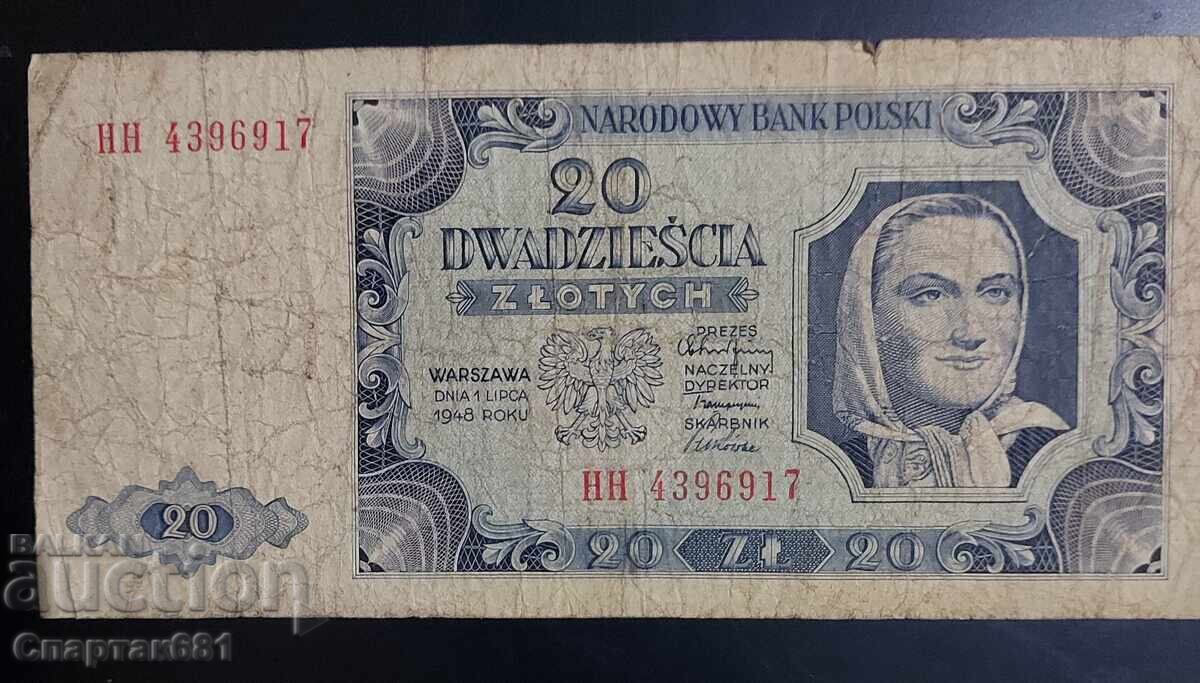 HH 4396917
NARODOWY BANK POLSKI
20
DWADZIEŚCIA
ZŁOTYCH
WARSZAWA
DNIA 1 LIPCA
1948 ROKU
PREZES
NACZELNY
DYREKTOR
SKARBNIK
HH 4396917
20
20 ZŁ 20
BALKAN
auction
Спартак681